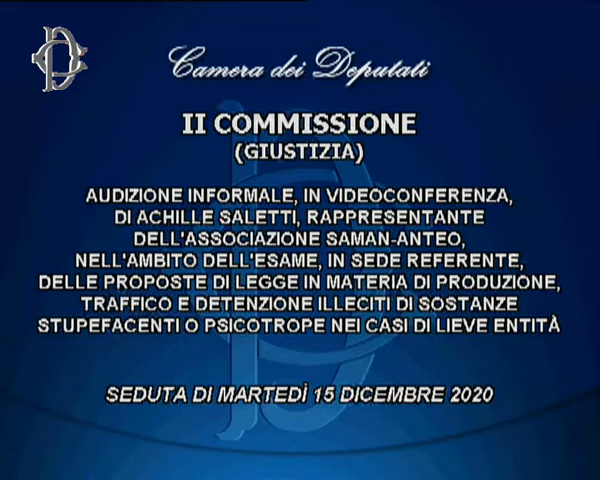 Camera dei Deputati
II COMMISSIONE
(GIUSTIZIA)
AUDIZIONE INFORMALE, IN VIDEOCONFERENZA,
DI ACHILLE SALETTI, RAPPRESENTANTE
DELL'ASSOCIAZIONE SAMAN-ANTEO,
NELL'AMBITO DELL'ESAME, IN SEDE REFERENTE,
DELLE PROPOSTE DI LEGGE IN MATERIA DI PRODUZIONE,
TRAFFICO E DETENZIONE ILLECITI DI SOSTANZE
STUPEFACENTI O PSICOTROPE NEI CASI DI LIEVE ENTITÀ
SEDUTA DI MARTEDÌ 15 DICEMBRE 2020